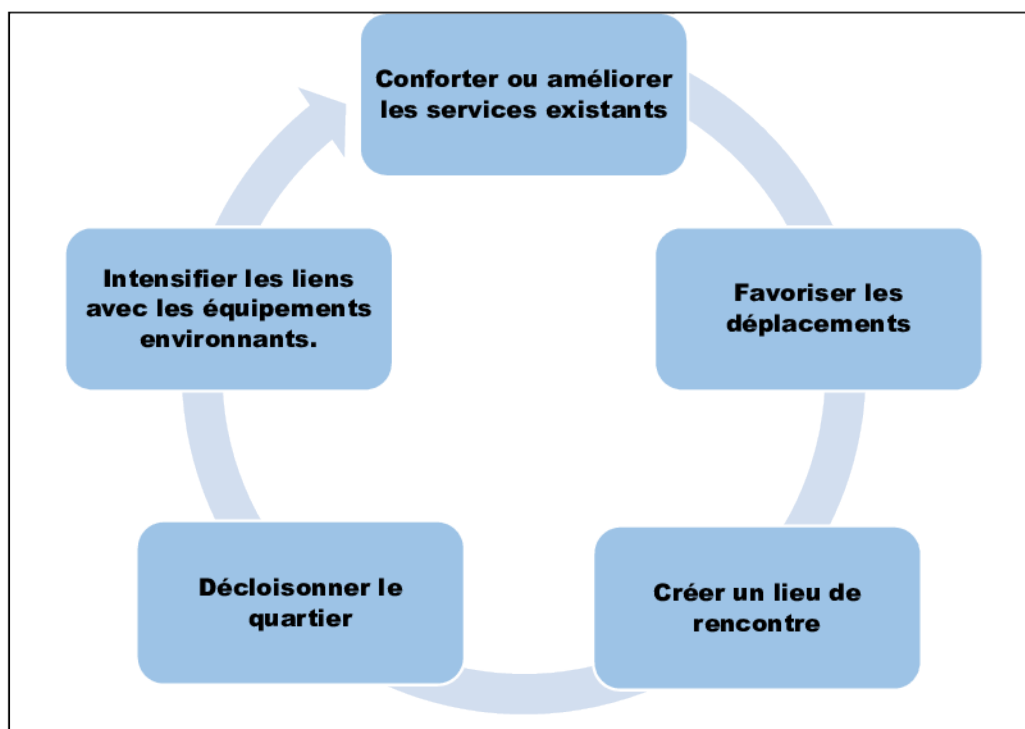 Conforter ou améliorer
les services existants
Favoriser les
déplacements
Créer un lieu de
rencontre
Décloisonner le
quartier
Intensifier les liens
avec les équipements
environnants.